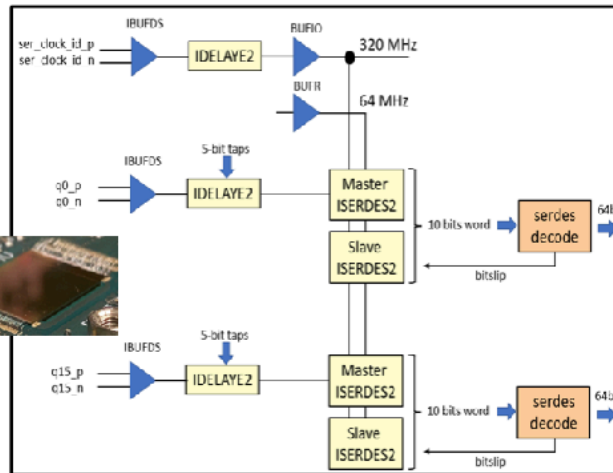 IBUFDS
BUFIO
ser_clock_id_p
ser_clock_id_n
IDELAYE2
320 MHz
BUFR
64 MHz
IBUFDS
5-bit taps
q0_p
q0_n
IDELAYE2
Master
ISERDES2
Slave
ISERDES2
10 bits word
serdes
decode
64b
bitslip
IBUFDS
5-bit taps
q15_p
q15_n
IDELAYE2
Master
ISERDES2
Slave
ISERDES2
10 bits word
serdes
decode
64b
bitslip